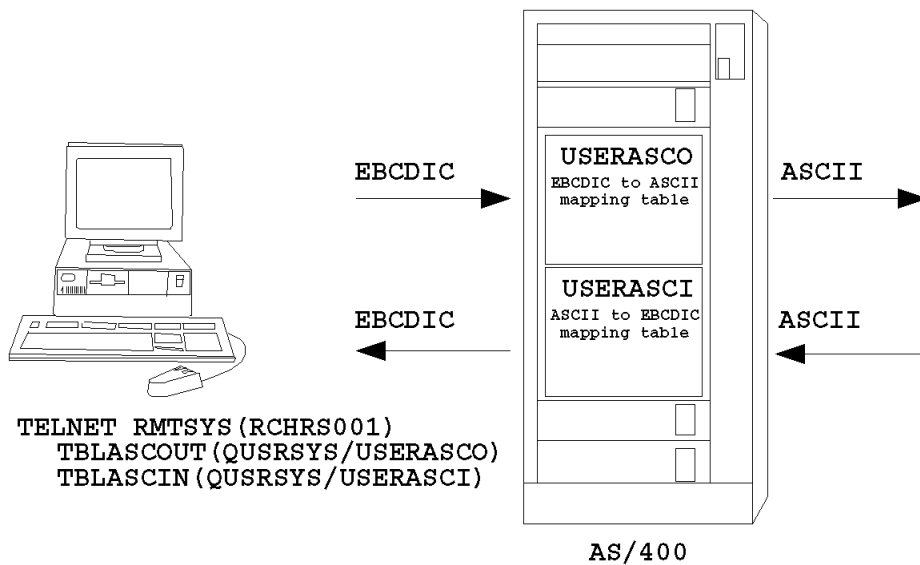 USERASCO
EBCDIC to ASCII
mapping table
EBCDIC
ASCII
USERASCI
ASCII to EBCDIC
mapping table
EBCDIC
ASCII
TELNET RMTSYS(RCHRS001)
TBLASCOUT(QUSRSYS/USERASCO)
TBLASCIN(QUSRSYS/USERASCI)
AS/400